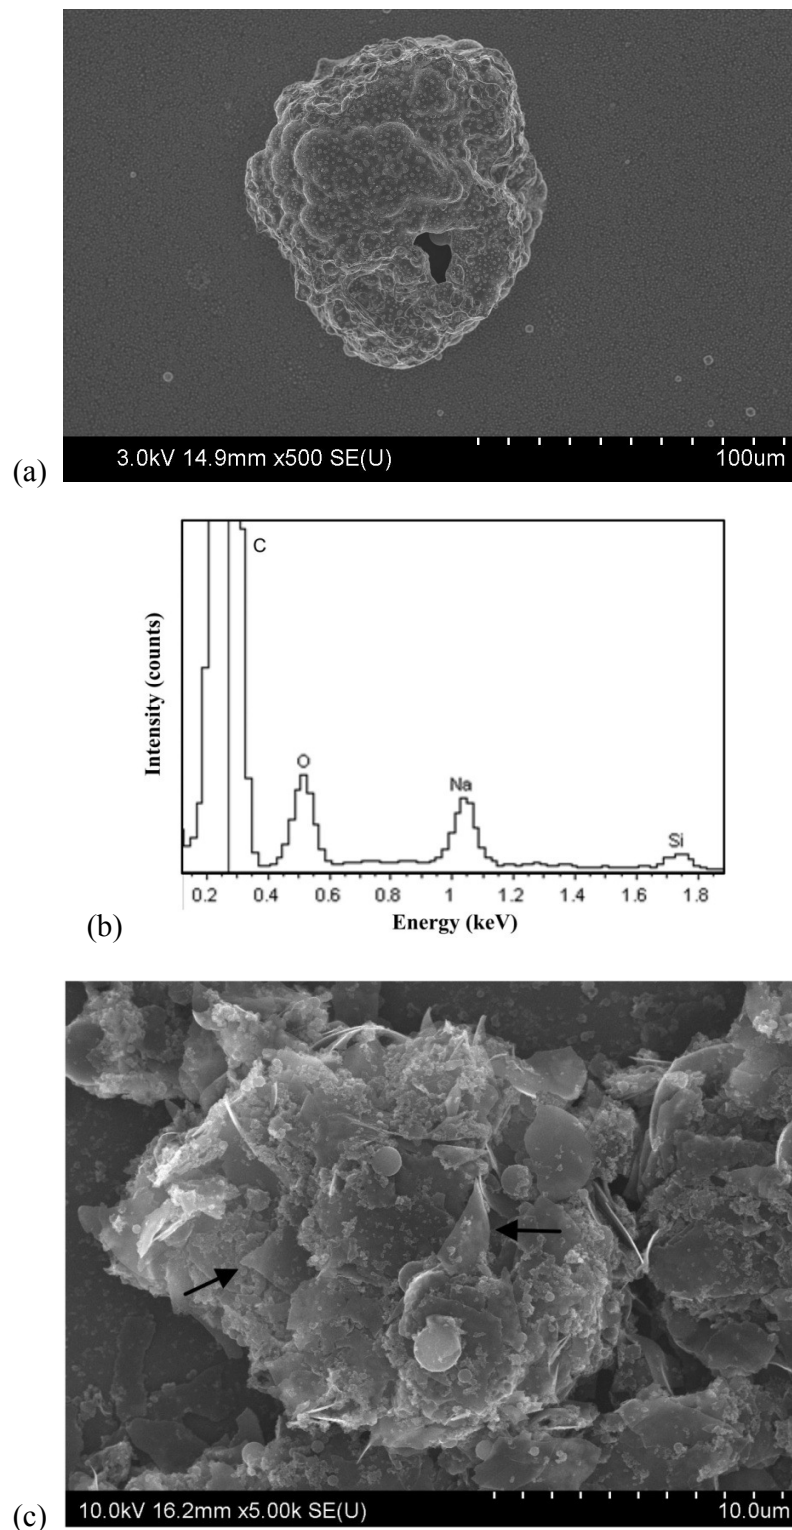 3.0kV 14.9mm x500 SE(U) 100um
(a)
C
O
Na
Si
Intensity (counts)
0.2 0.4 0.6 0.8 1 1.2 1.4 1.6 1.8
Energy (keV)
(b)
10.0kV 16.2mm x5.00k SE(U) 10.0um
(c)